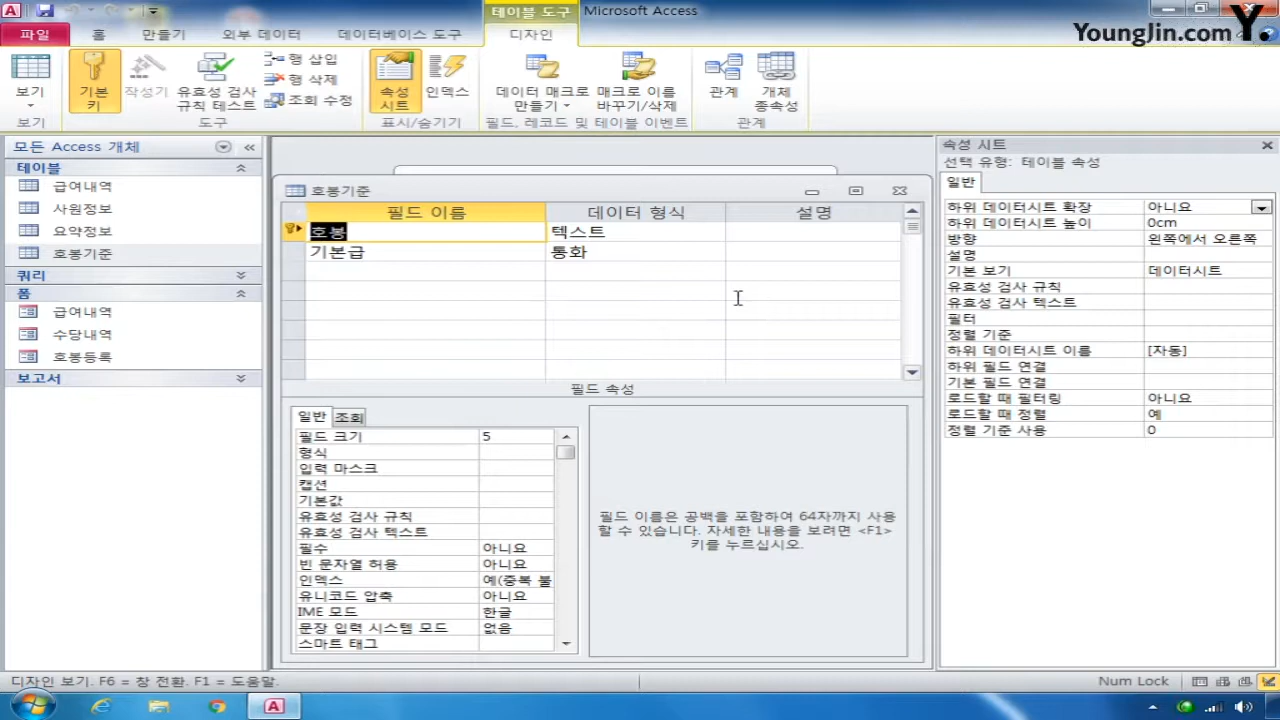 테이블 도구
Microsoft Access
YoungJin.com Y.
파일
홈
만들기
외부 데이터
데이터베이스 도구
디자인
보기
기본 키
작성기
유효성 검사 규칙 테스트
행 삽입
행 삭제
조회 수정
속성 시트
인덱스
데이터 매크로 만들기
매크로 이름 바꾸기/삭제
관계
개체 종속성
보기
도구
표시/숨기기
필드, 레코드 및 테이블 이벤트
관계
모든 Access 개체
테이블
급여내역
사원정보
요약정보
호봉기준
쿼리
폼
급여내역
수당내역
호봉등록
보고서
호봉기준
필드 이름 데이터 형식 설명
호봉 텍스트
기본급 통화
필드 속성
일반 조회
필드 크기 5
형식
입력 마스크
캡션
기본값
유효성 검사 규칙
유효성 검사 텍스트
필수 아니요
빈 문자열 허용 아니요
인덱스 예(중복 불
유니코드 압축 아니요
IME 모드 한글
문장 입력 시스템 모드 없음
스마트 태그
필드 이름은 공백을 포함하여 64자까지 사용
할 수 있습니다. 자세한 내용을 보려면 <F1>
키를 누르십시오.
속성 시트
선택 유형: 테이블 속성
일반
하위 데이터시트 확장 아니요
하위 데이터시트 높이 0cm
방향 왼쪽에서 오른쪽
설명
기본 보기 데이터시트
유효성 검사 규칙
유효성 검사 텍스트
필터
정렬 기준
하위 데이터시트 이름 [자동]
하위 필드 연결
기본 필드 연결
로드할 때 필터링 아니요
로드할 때 정렬 예
정렬 기준 사용 0
디자인 보기. F6 = 창 전환. F1 = 도움말.
Num Lock